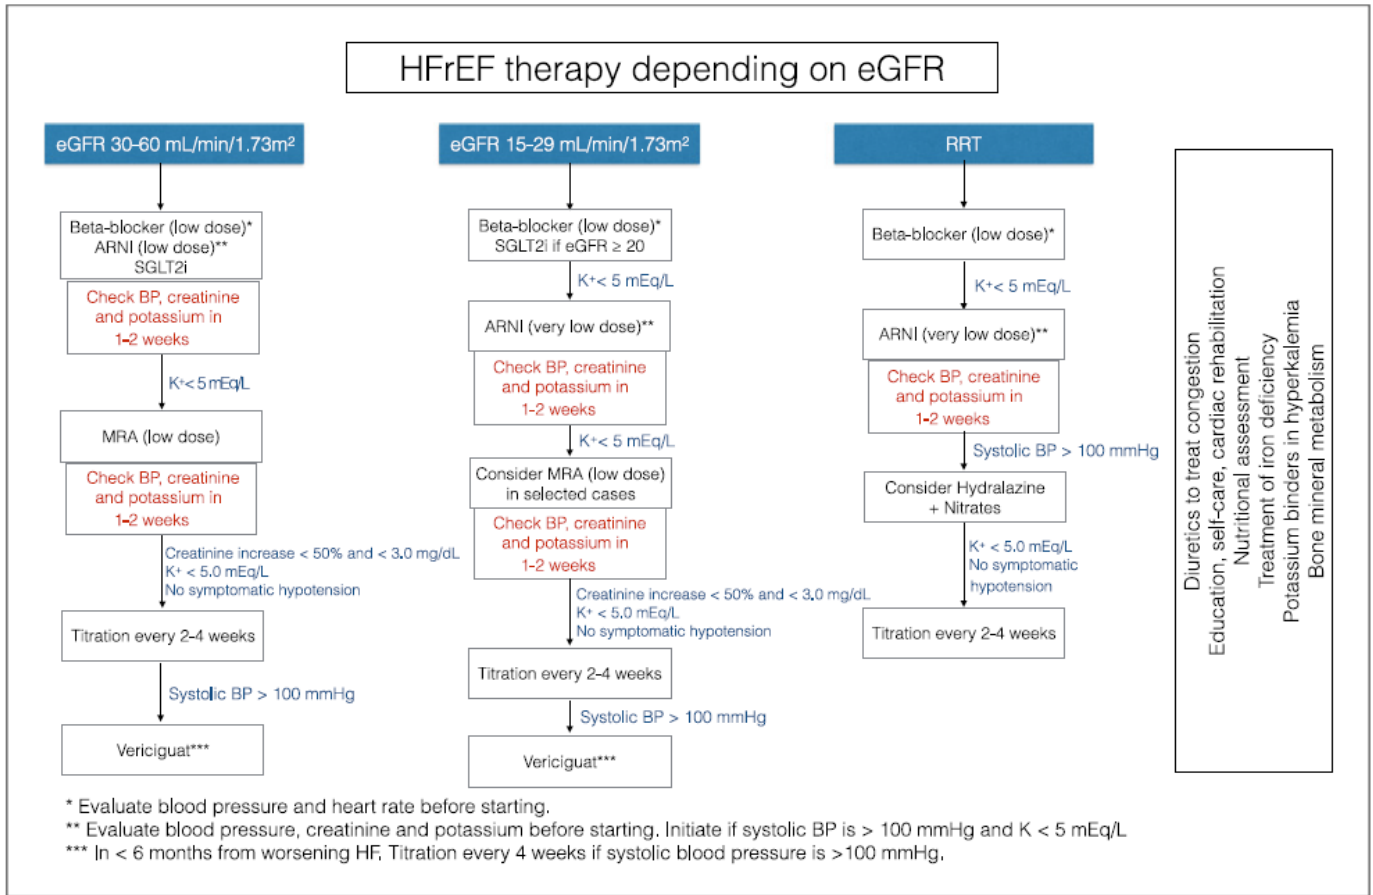 HFrEF therapy depending on eGFR
eGFR 30-60 mL/min/1.73m²
Beta-blocker (low dose)*
ARNI (low dose)**
SGLT2i
Check BP, creatinine
and potassium in
1-2 weeks
K+< 5 mEq/L
MRA (low dose)
Check BP, creatinine
and potassium in
1-2 weeks
Creatinine increase < 50% and < 3.0 mg/dL
K+ < 5.0 mEq/L
No symptomatic hypotension
Titration every 2-4 weeks
Systolic BP > 100 mmHg
Vericiguat***
eGFR 15-29 mL/min/1.73m²
Beta-blocker (low dose)*
SGLT2i if eGFR ≥ 20
K+< 5 mEq/L
ARNI (very low dose)**
Check BP, creatinine
and potassium in
1-2 weeks
K+< 5 mEq/L
Consider MRA (low dose)
in selected cases
Check BP, creatinine
and potassium in
1-2 weeks
Creatinine increase < 50% and < 3.0 mg/dL
K+ < 5.0 mEq/L
No symptomatic hypotension
Titration every 2-4 weeks
Systolic BP > 100 mmHg
Vericiguat***
RRT
Beta-blocker (low dose)*
K+< 5 mEq/L
ARNI (very low dose)**
Check BP, creatinine
and potassium in
1-2 weeks
Systolic BP > 100 mmHg
Consider Hydralazine
+ Nitrates
K+ < 5.0 mEq/L
No symptomatic
hypotension
Titration every 2-4 weeks
Diuretics to treat congestion
Education, self-care, cardiac rehabilitation
Nutritional assessment
Treatment of iron deficiency
Potassium binders in hyperkalemia
Bone mineral metabolism
* Evaluate blood pressure and heart rate before starting.
** Evaluate blood pressure, creatinine and potassium before starting. Initiate if systolic BP is > 100 mmHg and K < 5 mEq/L
*** In < 6 months from worsening HF, Titration every 4 weeks if systolic blood pressure is >100 mmHg.